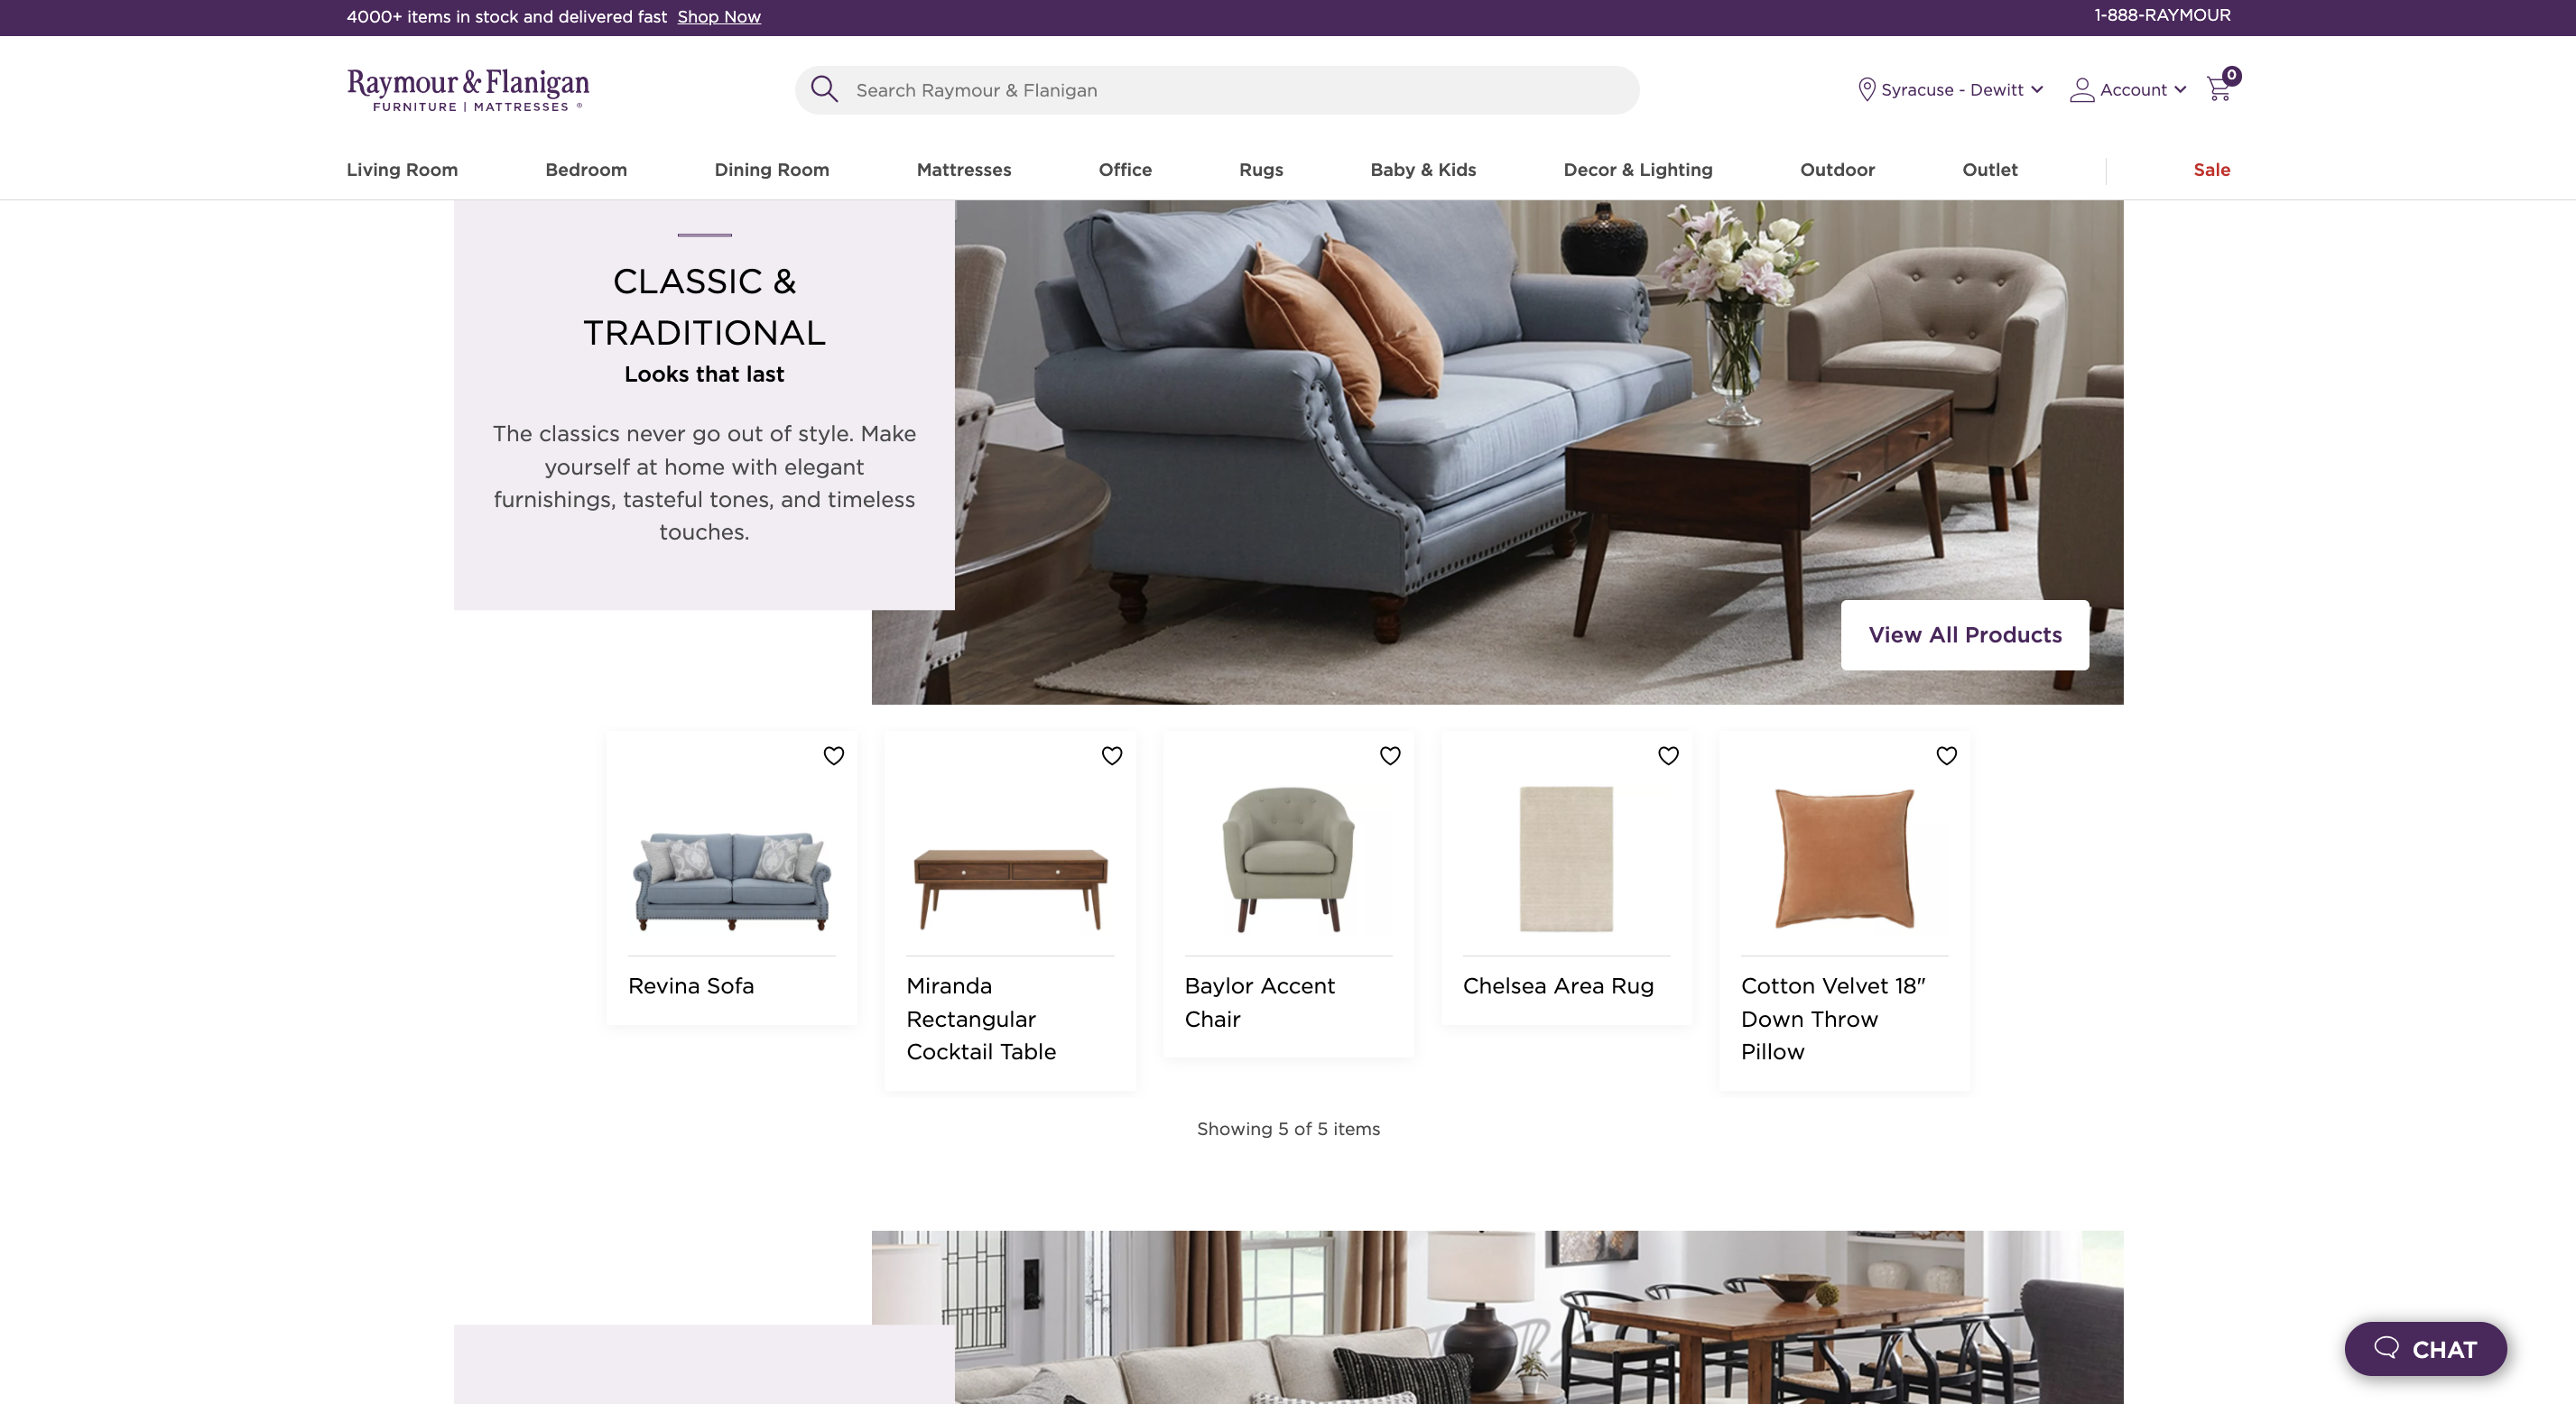 4000+ items in stock and delivered fast Shop Now
1-888-RAYMOUR
Raymour & Flanigan
FURNITURE | MATTRESSES ®
Search Raymour & Flanigan
Syracuse - Dewitt
Account
0
Living Room
Bedroom
Dining Room
Mattresses
Office
Rugs
Baby & Kids
Decor & Lighting
Outdoor
Outlet
Sale
CLASSIC &
TRADITIONAL
Looks that last
The classics never go out of style. Make
yourself at home with elegant
furnishings, tasteful tones, and timeless
touches.
View All Products
Revina Sofa
Miranda
Rectangular
Cocktail Table
Baylor Accent
Chair
Chelsea Area Rug
Cotton Velvet 18"
Down Throw
Pillow
Showing 5 of 5 items
CHAT